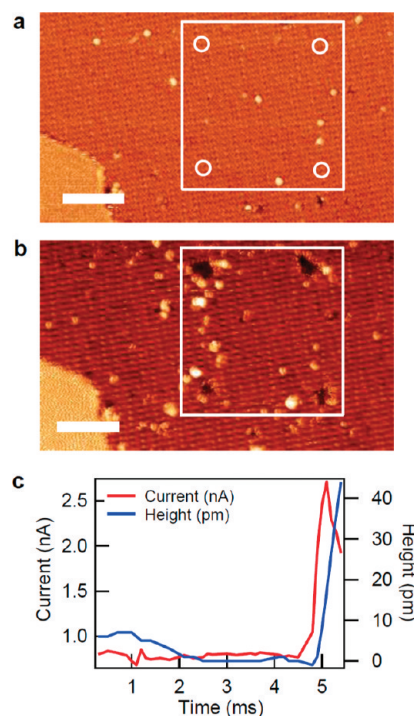 a
b
c
Current (nA)
Height (pm)
2.5
2.0
1.5
1.0
Current (nA)
40
30
20
10
0
Height (pm)
1 2 3 4 5
Time (ms)